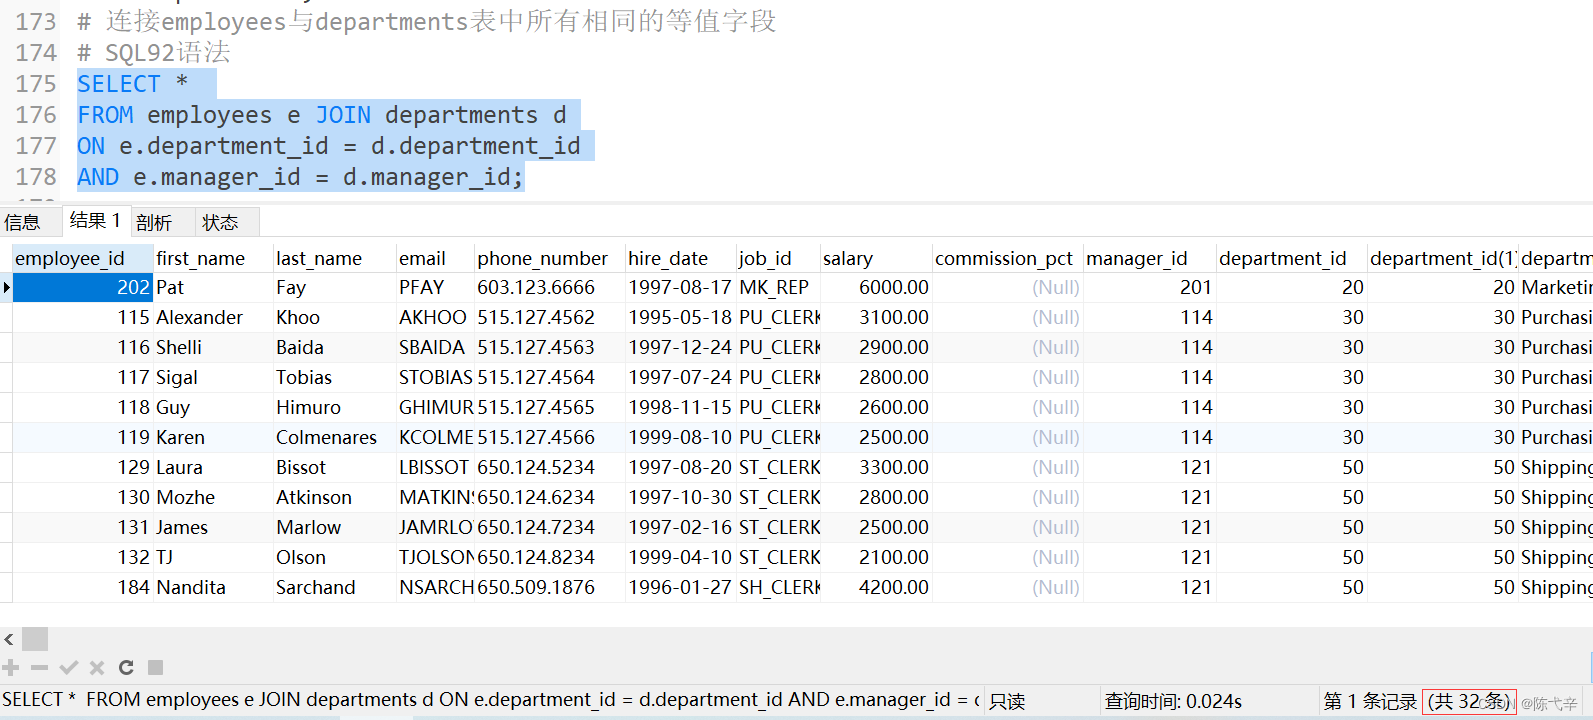 173 # 连接employees与departments表中所有相同的等值字段
174 # SQL92语法
175 SELECT *
176 FROM employees e JOIN departments d
177 ON e.department_id = d.department_id
178 AND e.manager_id = d.manager_id;
信息 结果 1 剖析 状态
employee_id first_name last_name email phone_number hire_date job_id salary commission_pct manager_id department_id department_id(1) departm
202 Pat Fay PFAY 603.123.6666 1997-08-17 MK_REP 6000.00 (Null) 201 20 20 Marketin
115 Alexander Khoo AKHOO 515.127.4562 1995-05-18 PU_CLERK 3100.00 (Null) 114 30 30 Purchasi
116 Shelli Baida SBAIDA 515.127.4563 1997-12-24 PU_CLERK 2900.00 (Null) 114 30 30 Purchasi
117 Sigal Tobias STOBIAS 515.127.4564 1997-07-24 PU_CLERK 2800.00 (Null) 114 30 30 Purchasi
118 Guy Himuro GHIMUR 515.127.4565 1998-11-15 PU_CLERK 2600.00 (Null) 114 30 30 Purchasi
119 Karen Colmenares KCOLME 515.127.4566 1999-08-10 PU_CLERK 2500.00 (Null) 114 30 30 Purchasi
129 Laura Bissot LBISSOT 650.124.5234 1997-08-20 ST_CLERK 3300.00 (Null) 121 50 50 Shipping
130 Mozhe Atkinson MATKINS 650.124.6234 1997-10-30 ST_CLERK 2800.00 (Null) 121 50 50 Shipping
131 James Marlow JAMRLO 650.124.7234 1997-02-16 ST_CLERK 2500.00 (Null) 121 50 50 Shipping
132 TJ Olson TJOLSON 650.124.8234 1999-04-10 ST_CLERK 2100.00 (Null) 121 50 50 Shipping
184 Nandita Sarchand NSARCH 650.509.1876 1996-01-27 SH_CLERK 4200.00 (Null) 121 50 50 Shipping
SELECT * FROM employees e JOIN departments d ON e.department_id = d.department_id AND e.manager_id = c 只读 查询时间: 0.024s 第 1 条记录 (共 32 条)
CSDN @陈弋辛